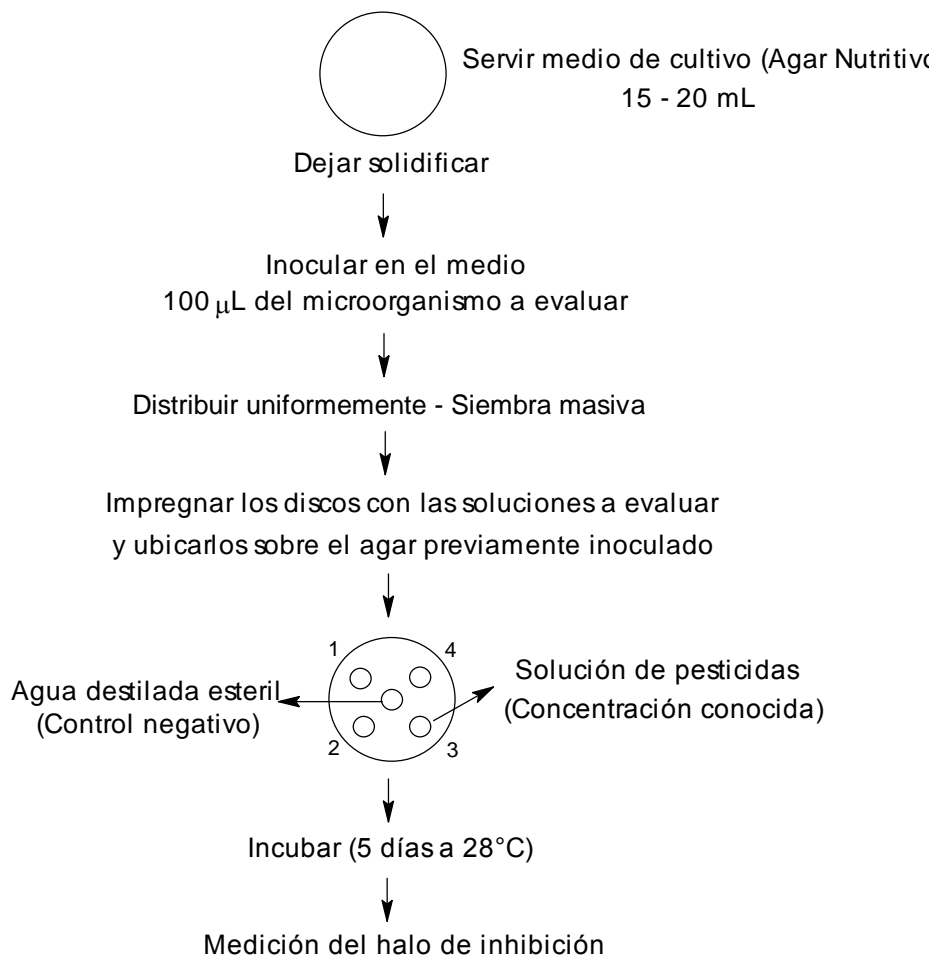 Servir medio de cultivo (Agar Nutritivo
15 - 20 mL
Dejar solidificar
Inocular en el medio
100 μL del microorganismo a evaluar
Distribuir uniformemente - Siembra masiva
Impregnar los discos con las soluciones a evaluar
y ubicarlos sobre el agar previamente inoculado
1
4
Agua destilada esteril
(Control negativo)
Solución de pesticidas
(Concentración conocida)
2
3
Incubar (5 días a 28°C)
Medición del halo de inhibición